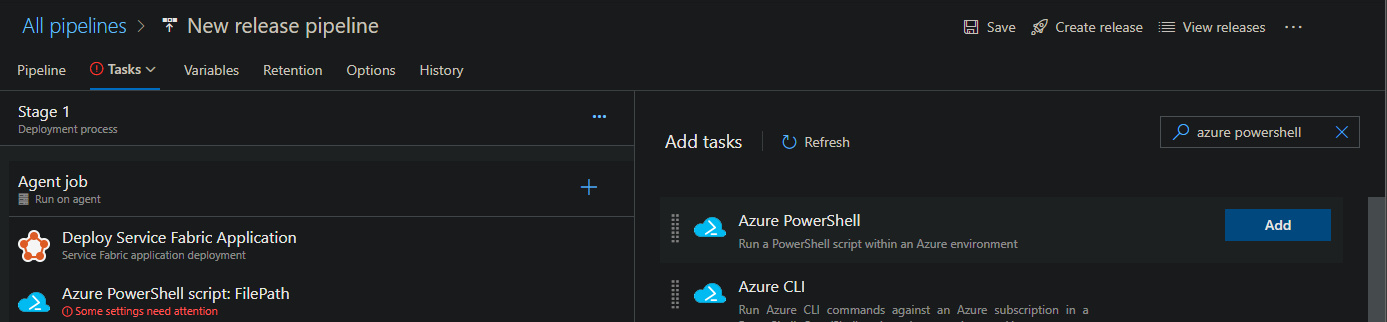 All pipelines > New release pipeline
Save Create release View releases ...
Pipeline Tasks Variables Retention Options History
Stage 1
Deployment process
...
Agent job
Run on agent
Deploy Service Fabric Application
Service Fabric application deployment
Azure PowerShell script: FilePath
Some settings need attention
Add tasks
Refresh
azure powershell
Azure PowerShell
Run a PowerShell script within an Azure environment
Add
Azure CLI
Run Azure CLI commands against an Azure subscription in a